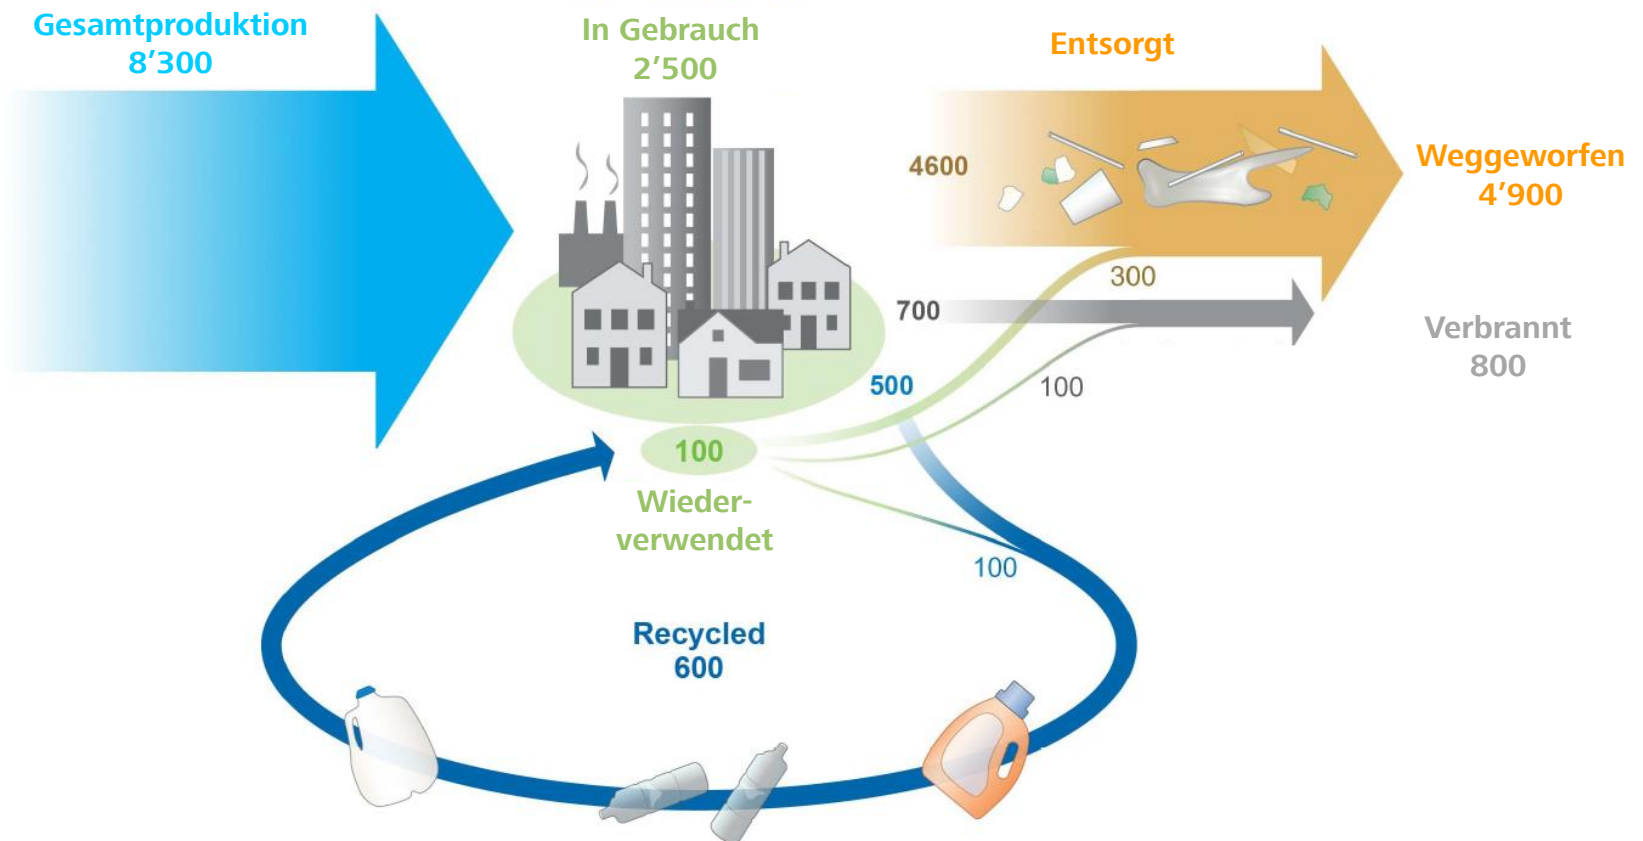 Gesamtproduktion
8’300
In Gebrauch
2’500
Entsorgt
4600
Weggeworfen
4’900
300
700
Verbrannt
800
500
100
100
Wieder-
verwendet
100
Recycled
600